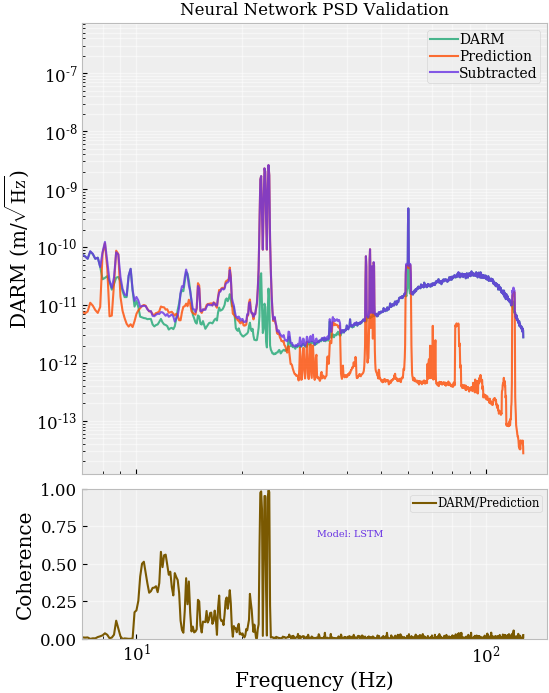 Neural Network PSD Validation
DARM
Prediction
Subtracted
10^-7
10^-8
10^-9
10^-10
10^-11
10^-12
10^-13
DARM (m/√Hz)
DARM/Prediction
Model: LSTM
1.00
0.75
0.50
0.25
0.00
Coherence
10^1
10^2
Frequency (Hz)